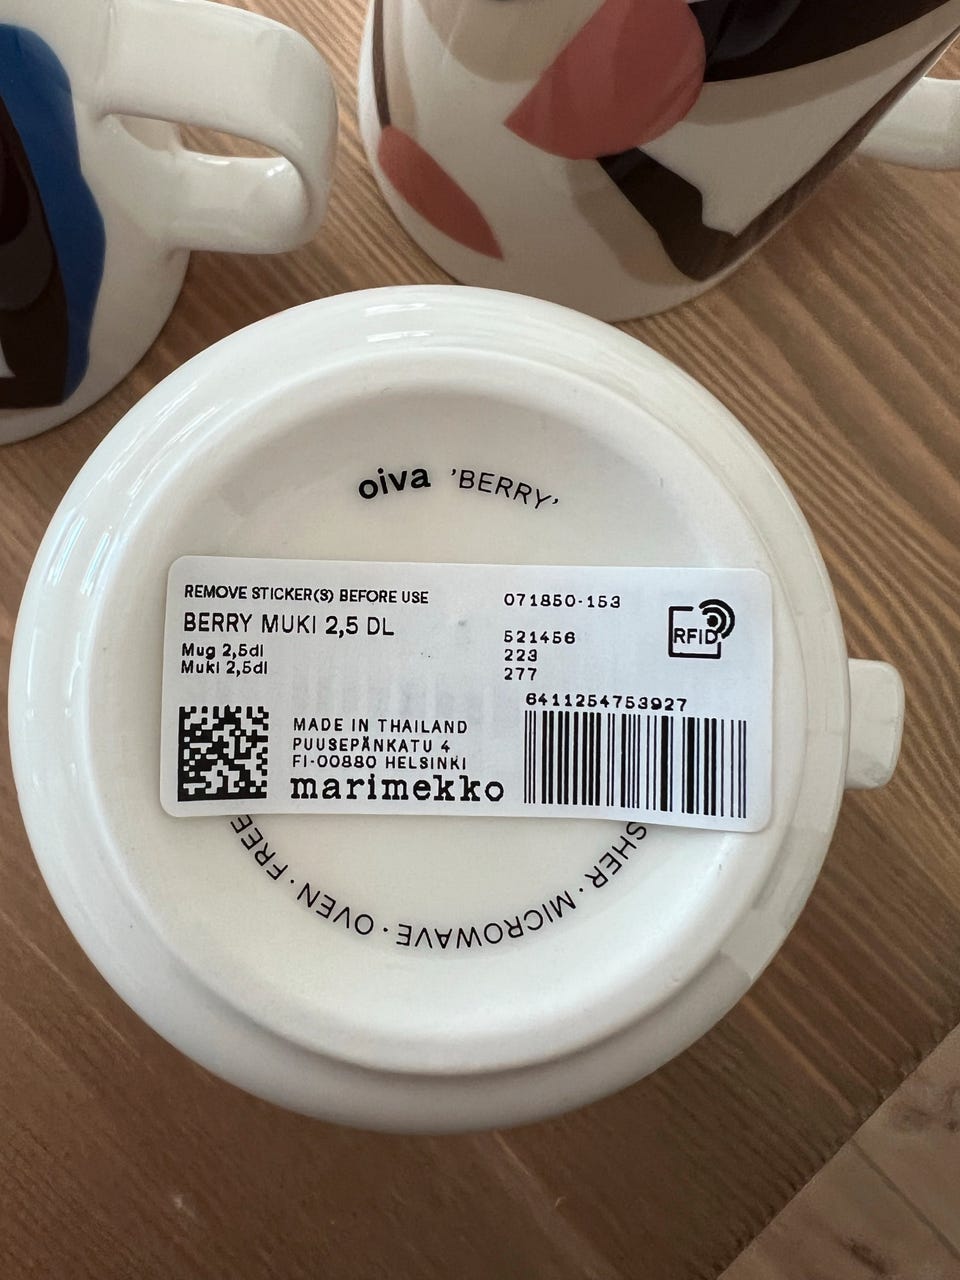 oiva 'BERRY'
REMOVE STICKER(S) BEFORE USE
BERRY MUKI 2,5 DL
Mug 2,5dl
Muki 2,5dl
071850-153
521456
223
277
RFID
6411254753927
MADE IN THAILAND
PUUSEPÄNKATU 4
FI-00880 HELSINKI
marimekko
SHER · MICROWAVE · OVEN · FREE